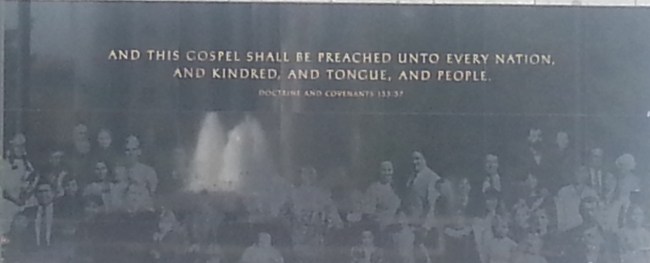 AND THIS GOSPEL SHALL BE PREACHED UNTO EVERY NATION,
AND KINDRED, AND TONGUE, AND PEOPLE.
DOCTRINE AND COVENANTS 133:37